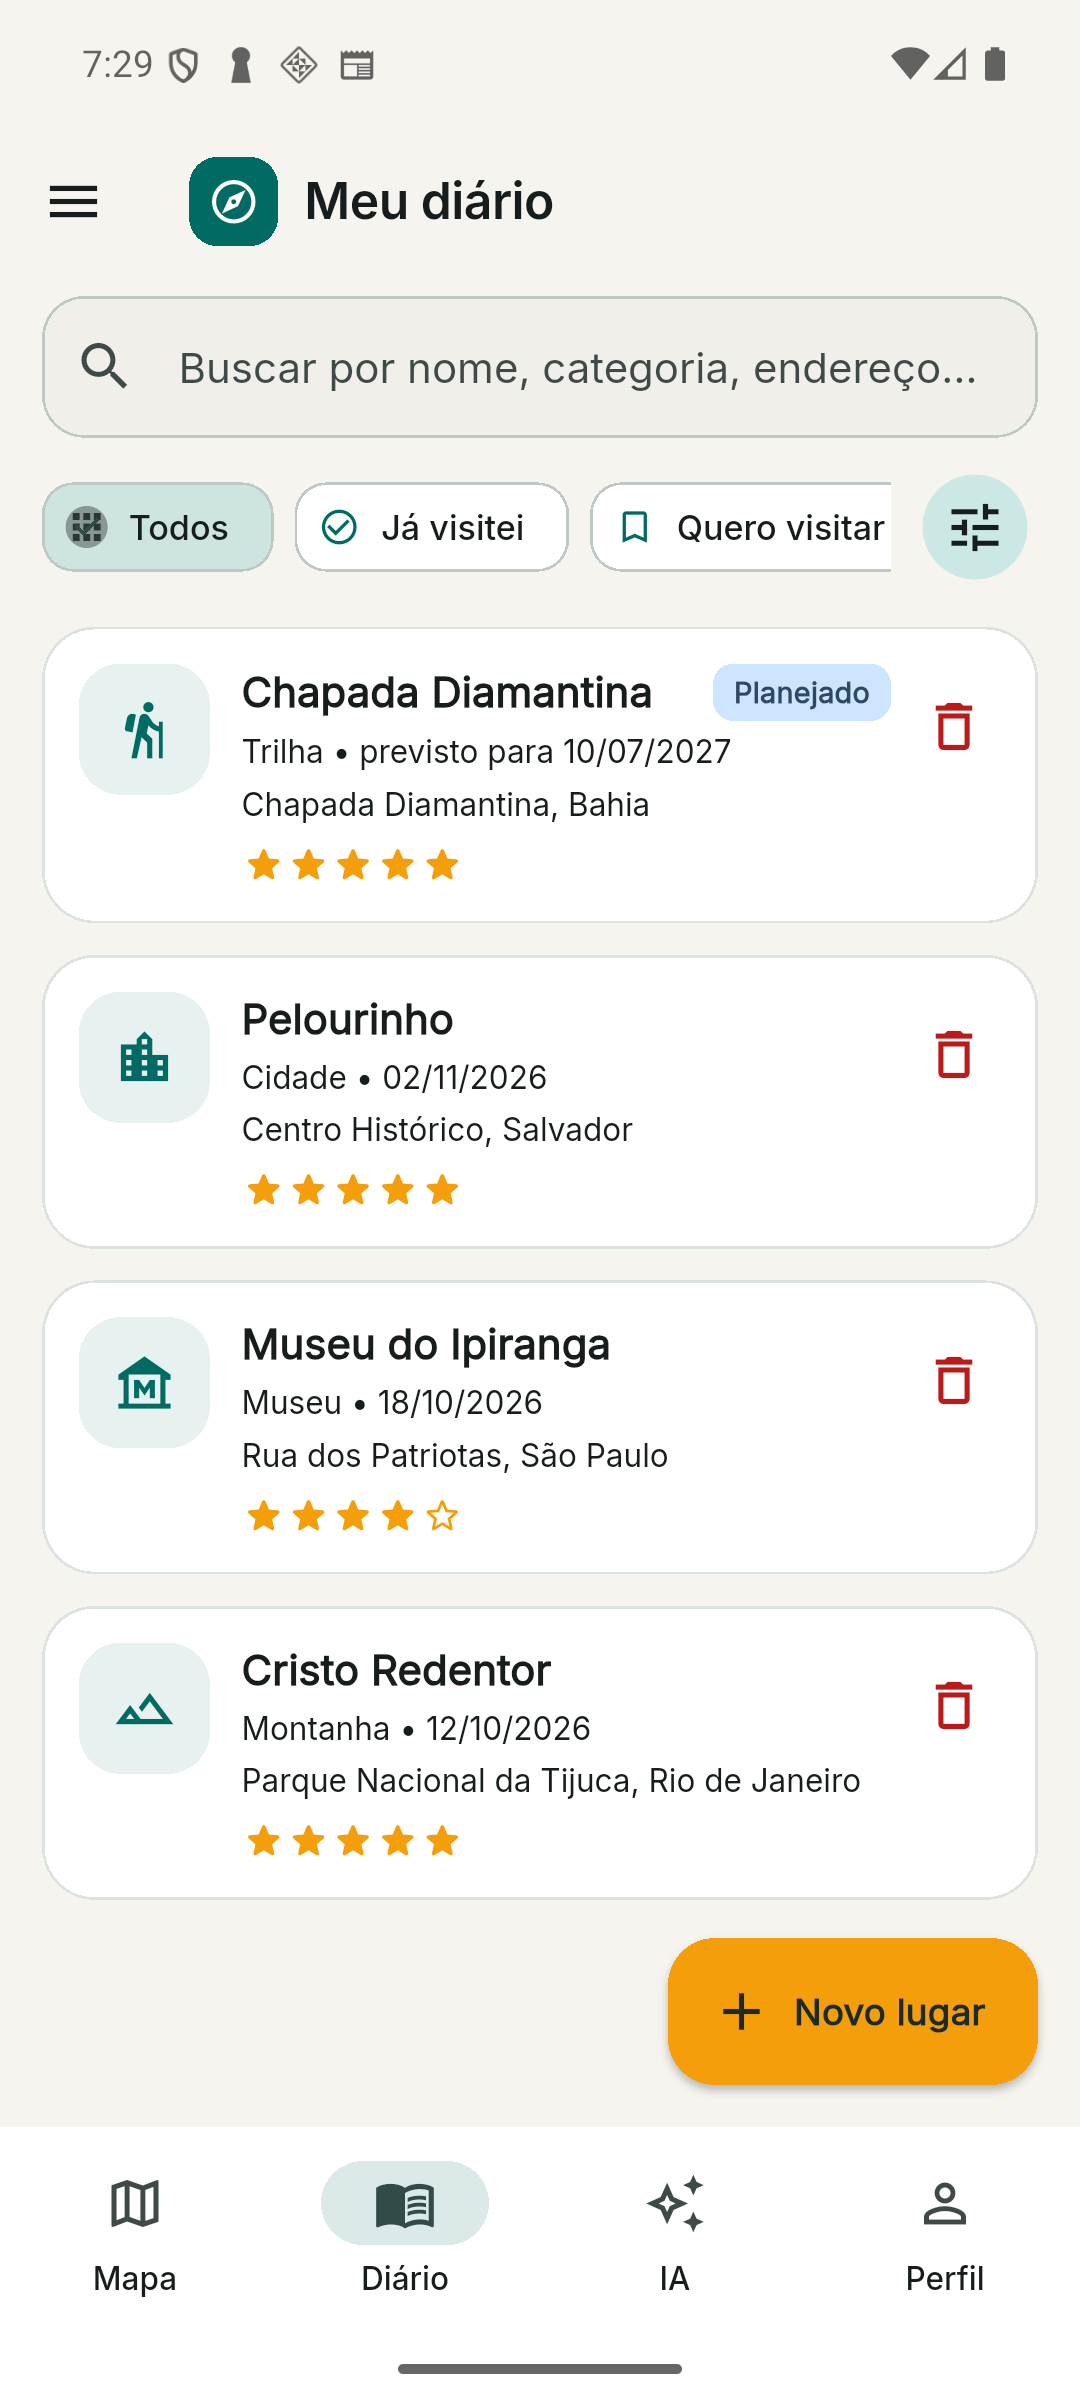 7:29
Meu diário
Buscar por nome, categoria, endereço...
Todos
Já visitei
Quero visitar
Chapada Diamantina
Planejado
Trilha • previsto para 10/07/2027
Chapada Diamantina, Bahia
Pelourinho
Cidade • 02/11/2026
Centro Histórico, Salvador
Museu do Ipiranga
Museu • 18/10/2026
Rua dos Patriotas, São Paulo
Cristo Redentor
Montanha • 12/10/2026
Parque Nacional da Tijuca, Rio de Janeiro
Novo lugar
Mapa
Diário
IA
Perfil